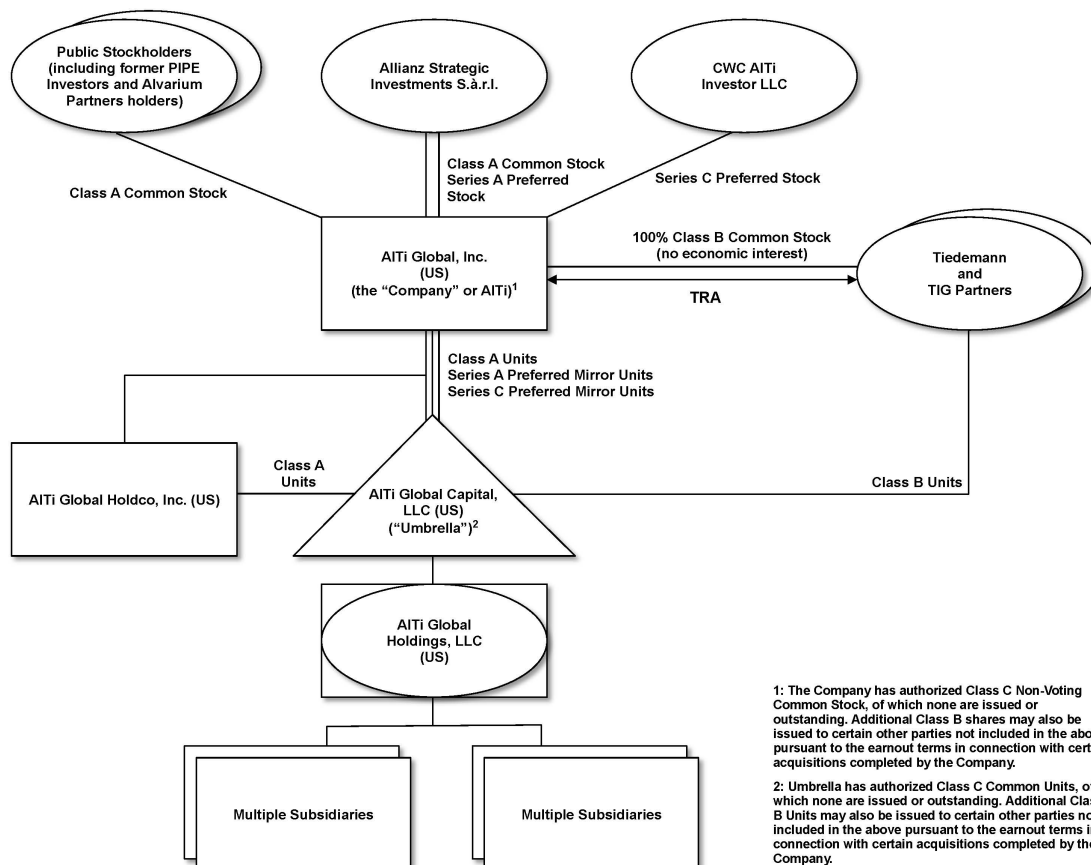 Public Stockholders
(including former PIPE
Investors and Alvarium
Partners holders)
Allianz Strategic
Investments S.à.r.l.
CWC AlTi
Investor LLC
Class A Common Stock
Class A Common Stock
Series A Preferred
Stock
Series C Preferred Stock
AlTi Global, Inc.
(US)
(the “Company” or AlTi)1
100% Class B Common Stock
(no economic interest)
TRA
Tiedemann
and
TIG Partners
Class A Units
Series A Preferred Mirror Units
Series C Preferred Mirror Units
AlTi Global Holdco, Inc. (US)
Class A
Units
AlTi Global Capital,
LLC (US)
(“Umbrella”)2
Class B Units
AlTi Global
Holdings, LLC
(US)
Multiple Subsidiaries
Multiple Subsidiaries
1: The Company has authorized Class C Non-Voting
Common Stock, of which none are issued or
outstanding. Additional Class B shares may also be
issued to certain other parties not included in the
pursuant to the earnout terms in connection with
acquisitions completed by the Company.
2: Umbrella has authorized Class C Common Units,
which none are issued or outstanding. Additional
B Units may also be issued to certain other parties
included in the above pursuant to the earnout terms
connection with certain acquisitions completed by
Company.